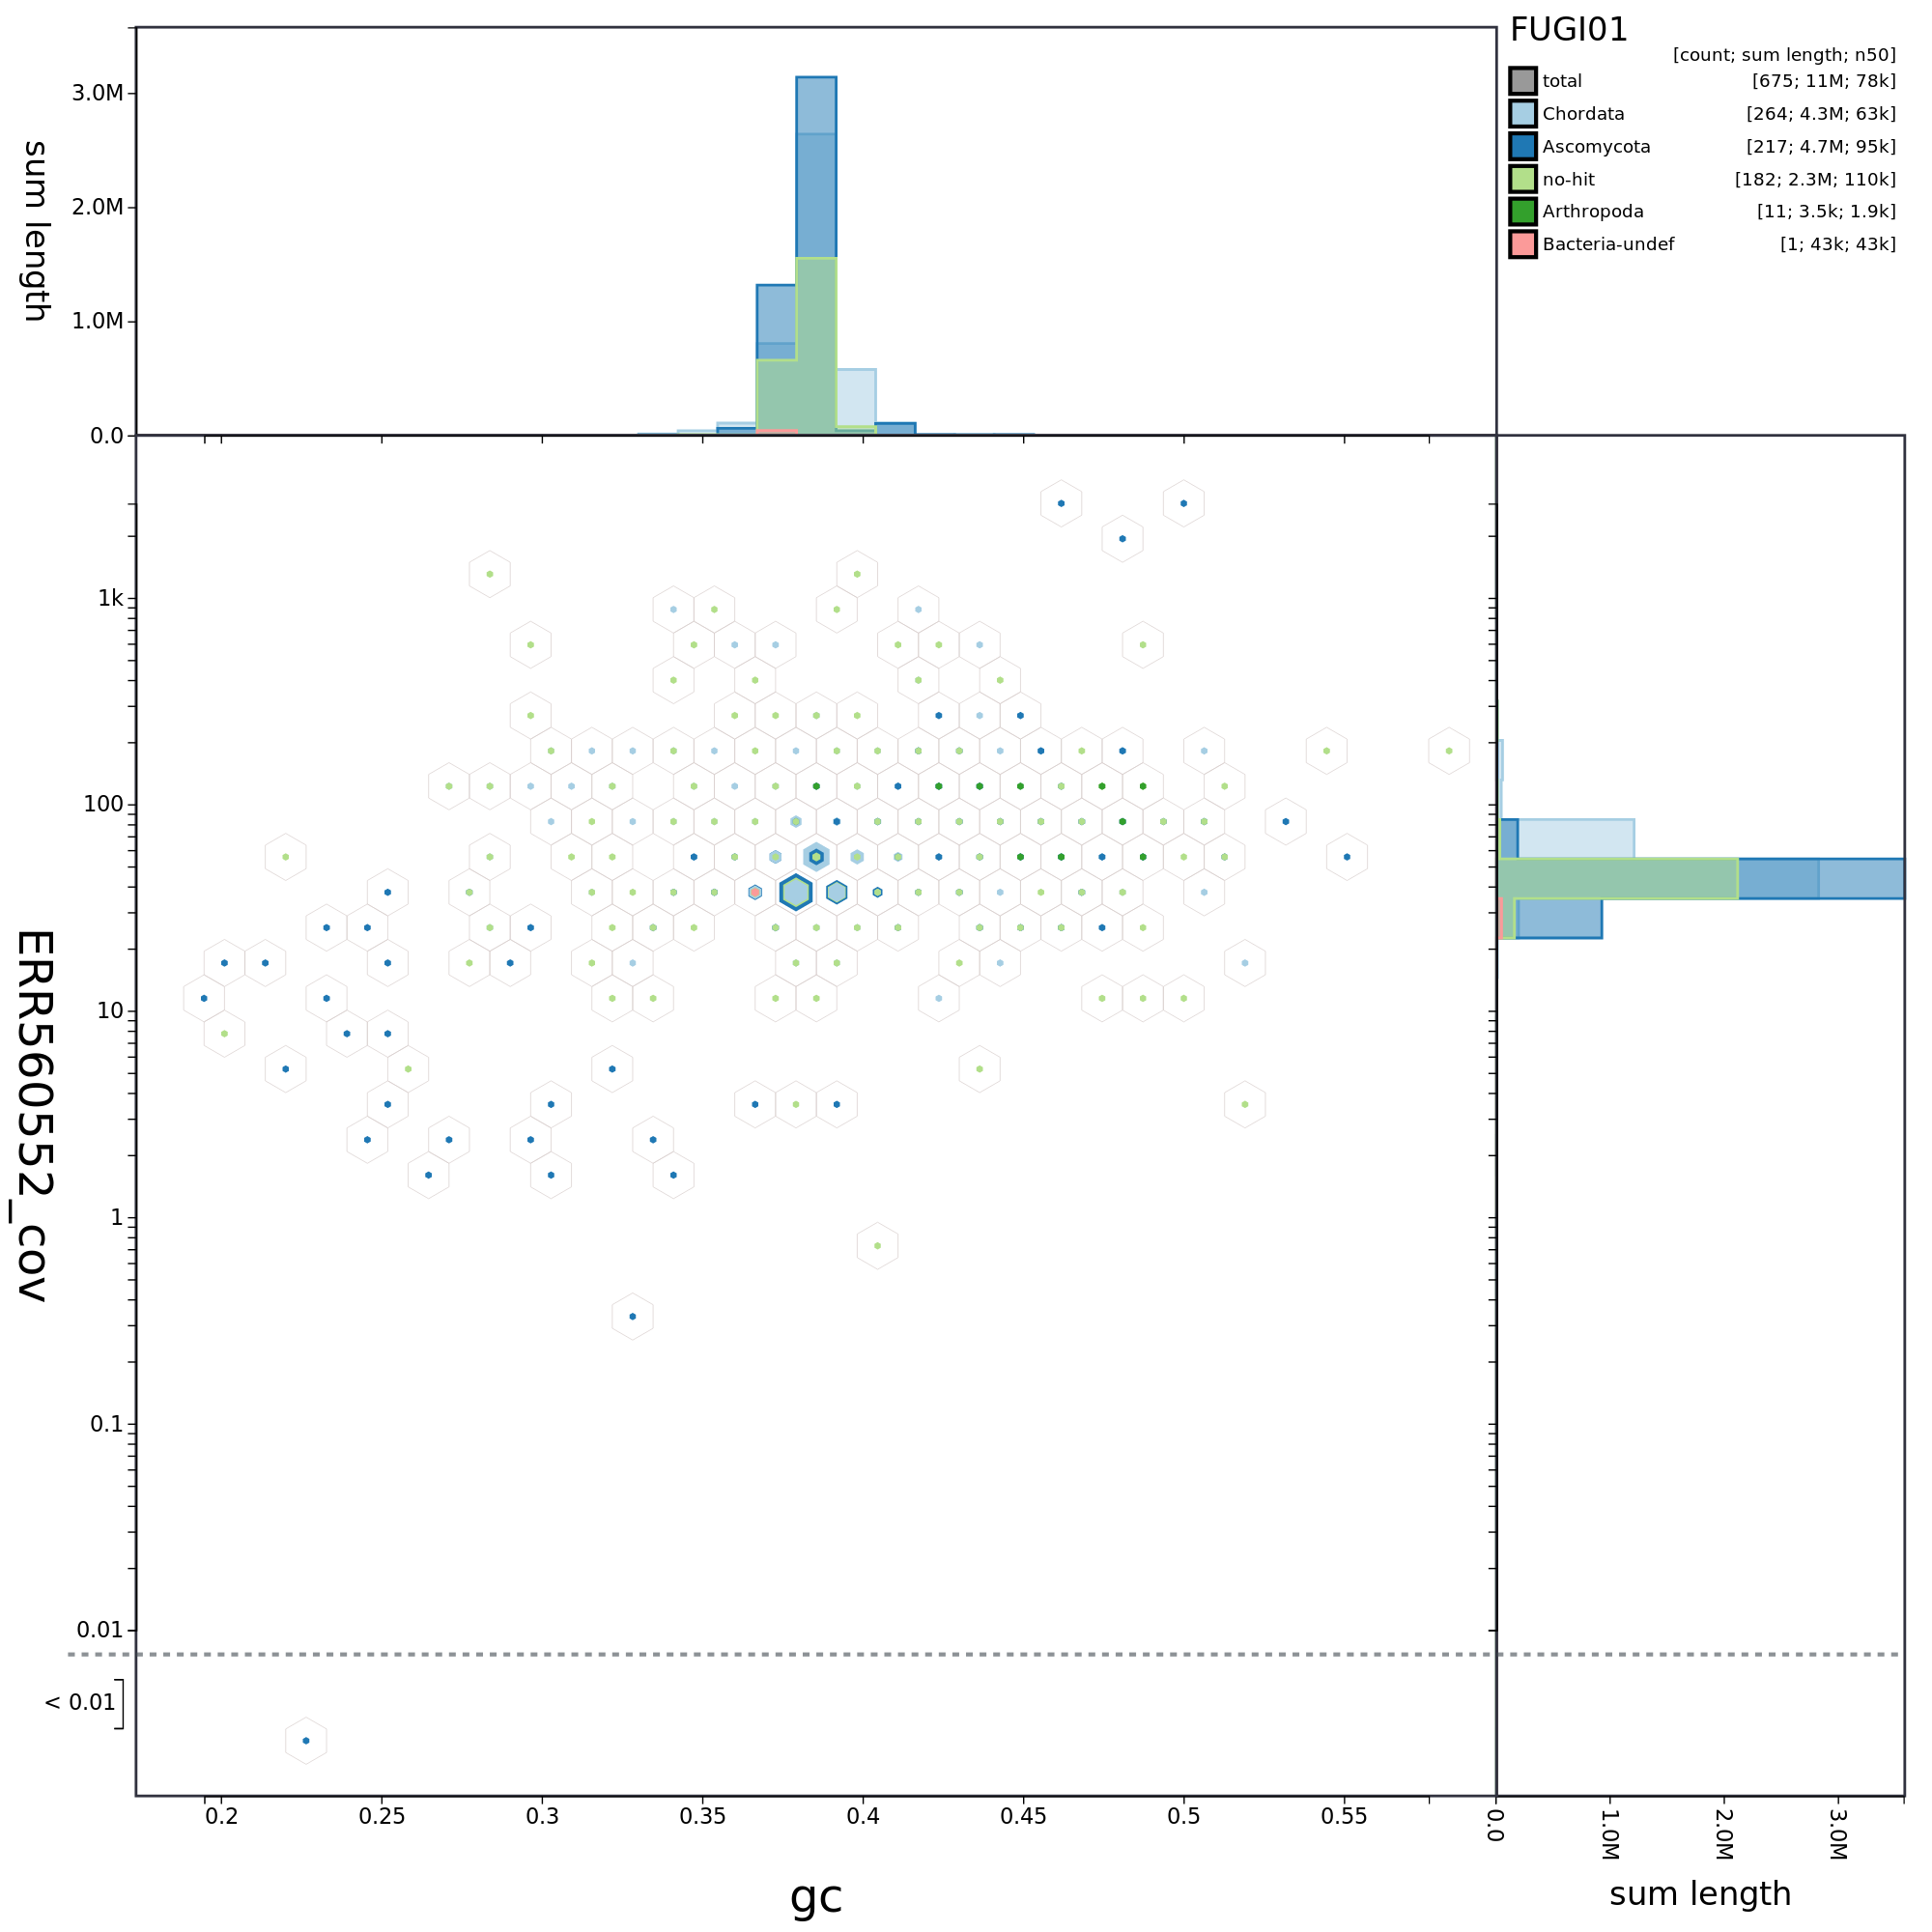 FUGI01
[count; sum length; n50]
total [675; 11M; 78k]
Chordata [264; 4.3M; 63k]
Ascomycota [217; 4.7M; 95k]
no-hit [182; 2.3M; 110k]
Arthropoda [11; 3.5k; 1.9k]
Bacteria-undef [1; 43k; 43k]
sum length
3.0M
2.0M
1.0M
0.0
ERR560552_cov
1k
100
10
1
0.1
0.01
< 0.01
0.2 0.25 0.3 0.35 0.4 0.45 0.5 0.55
gc
0.0 1.0M 2.0M 3.0M
sum length